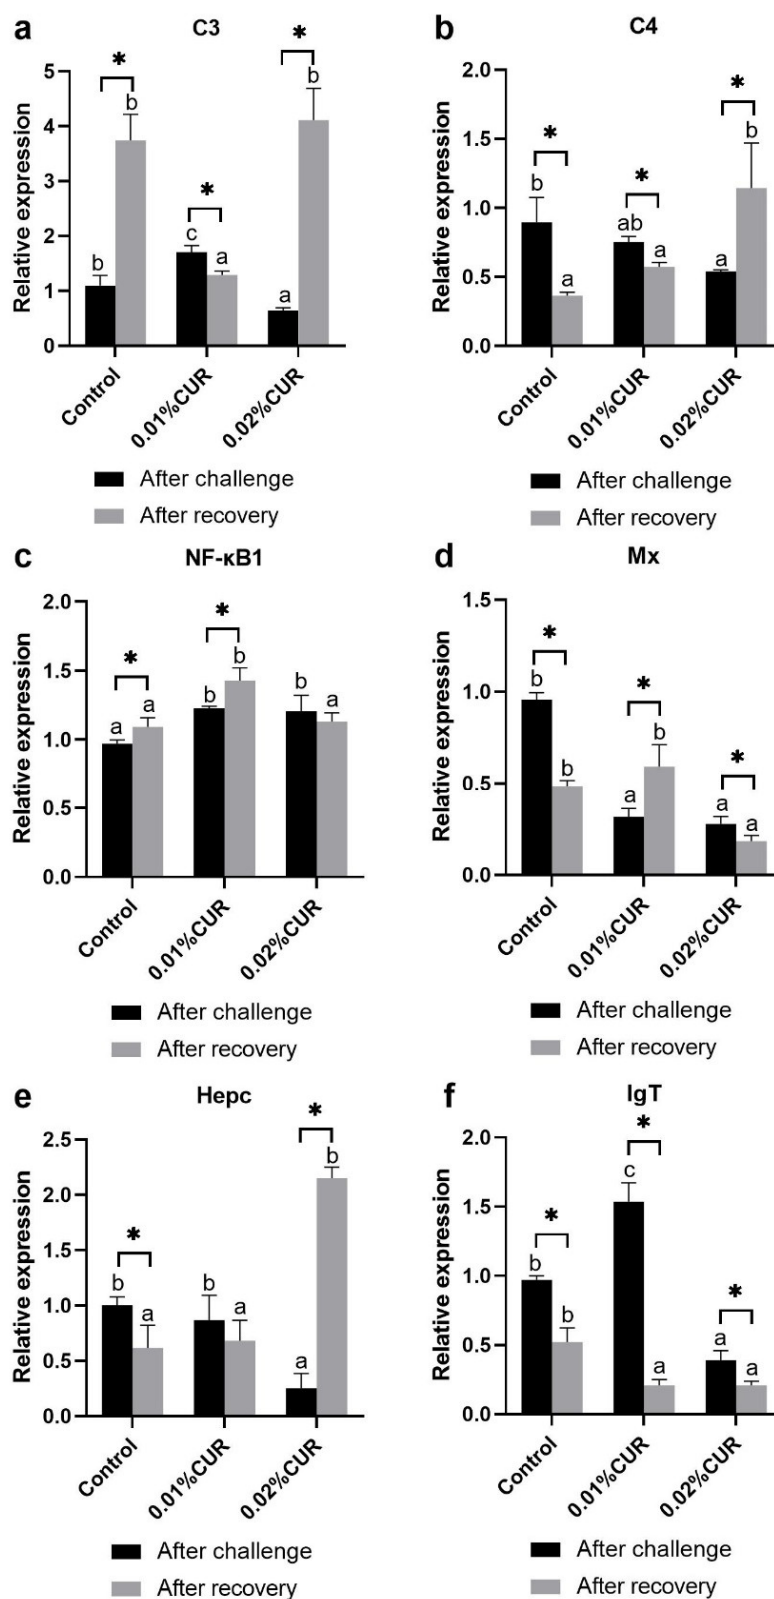 a
C3
Relative expression
5
4
3
2
1
0
*
b
b
*
c
a
*
a
b
Control
0.01%CUR
0.02%CUR
After challenge
After recovery
b
C4
Relative expression
2.0
1.5
1.0
0.5
0.0
*
b
a
*
ab
a
*
a
b
Control
0.01%CUR
0.02%CUR
After challenge
After recovery
c
NF-κB1
Relative expression
2.0
1.5
1.0
0.5
0.0
*
a
a
*
b
b
b
a
Control
0.01%CUR
0.02%CUR
After challenge
After recovery
d
Mx
Relative expression
1.5
1.0
0.5
0.0
*
b
b
*
a
b
*
a
a
Control
0.01%CUR
0.02%CUR
After challenge
After recovery
e
Hepc
Relative expression
2.5
2.0
1.5
1.0
0.5
0.0
*
b
a
b
a
*
a
b
Control
0.01%CUR
0.02%CUR
After challenge
After recovery
f
IgT
Relative expression
2.0
1.5
1.0
0.5
0.0
*
b
b
*
c
a
*
a
a
Control
0.01%CUR
0.02%CUR
After challenge
After recovery